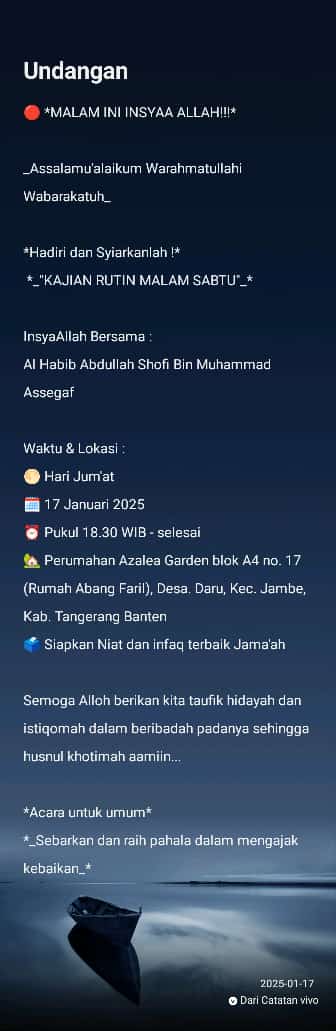 Undangan
🔴 *MALAM INI INSYAA ALLAH!!!*
_Assalamu'alaikum Warahmatullahi
Wabarakatuh_
*Hadiri dan Syiarkanlah !*
*_"KAJIAN RUTIN MALAM SABTU"_*
InsyaAllah Bersama :
Al Habib Abdullah Shofi Bin Muhammad
Assegaf
Waktu & Lokasi :
🌕 Hari Jum'at
🗓️ 17 Januari 2025
⏰ Pukul 18.30 WIB - selesai
🏡 Perumahan Azalea Garden blok A4 no. 17
(Rumah Abang Faril), Desa. Daru, Kec. Jambe,
Kab. Tangerang Banten
🗳️ Siapkan Niat dan infaq terbaik Jama'ah
Semoga Alloh berikan kita taufik hidayah dan
istiqomah dalam beribadah padanya sehingga
husnul khotimah aamiin...
*Acara untuk umum*
*_Sebarkan dan raih pahala dalam mengajak
kebaikan_*
2025-01-17
Dari Catatan vivo